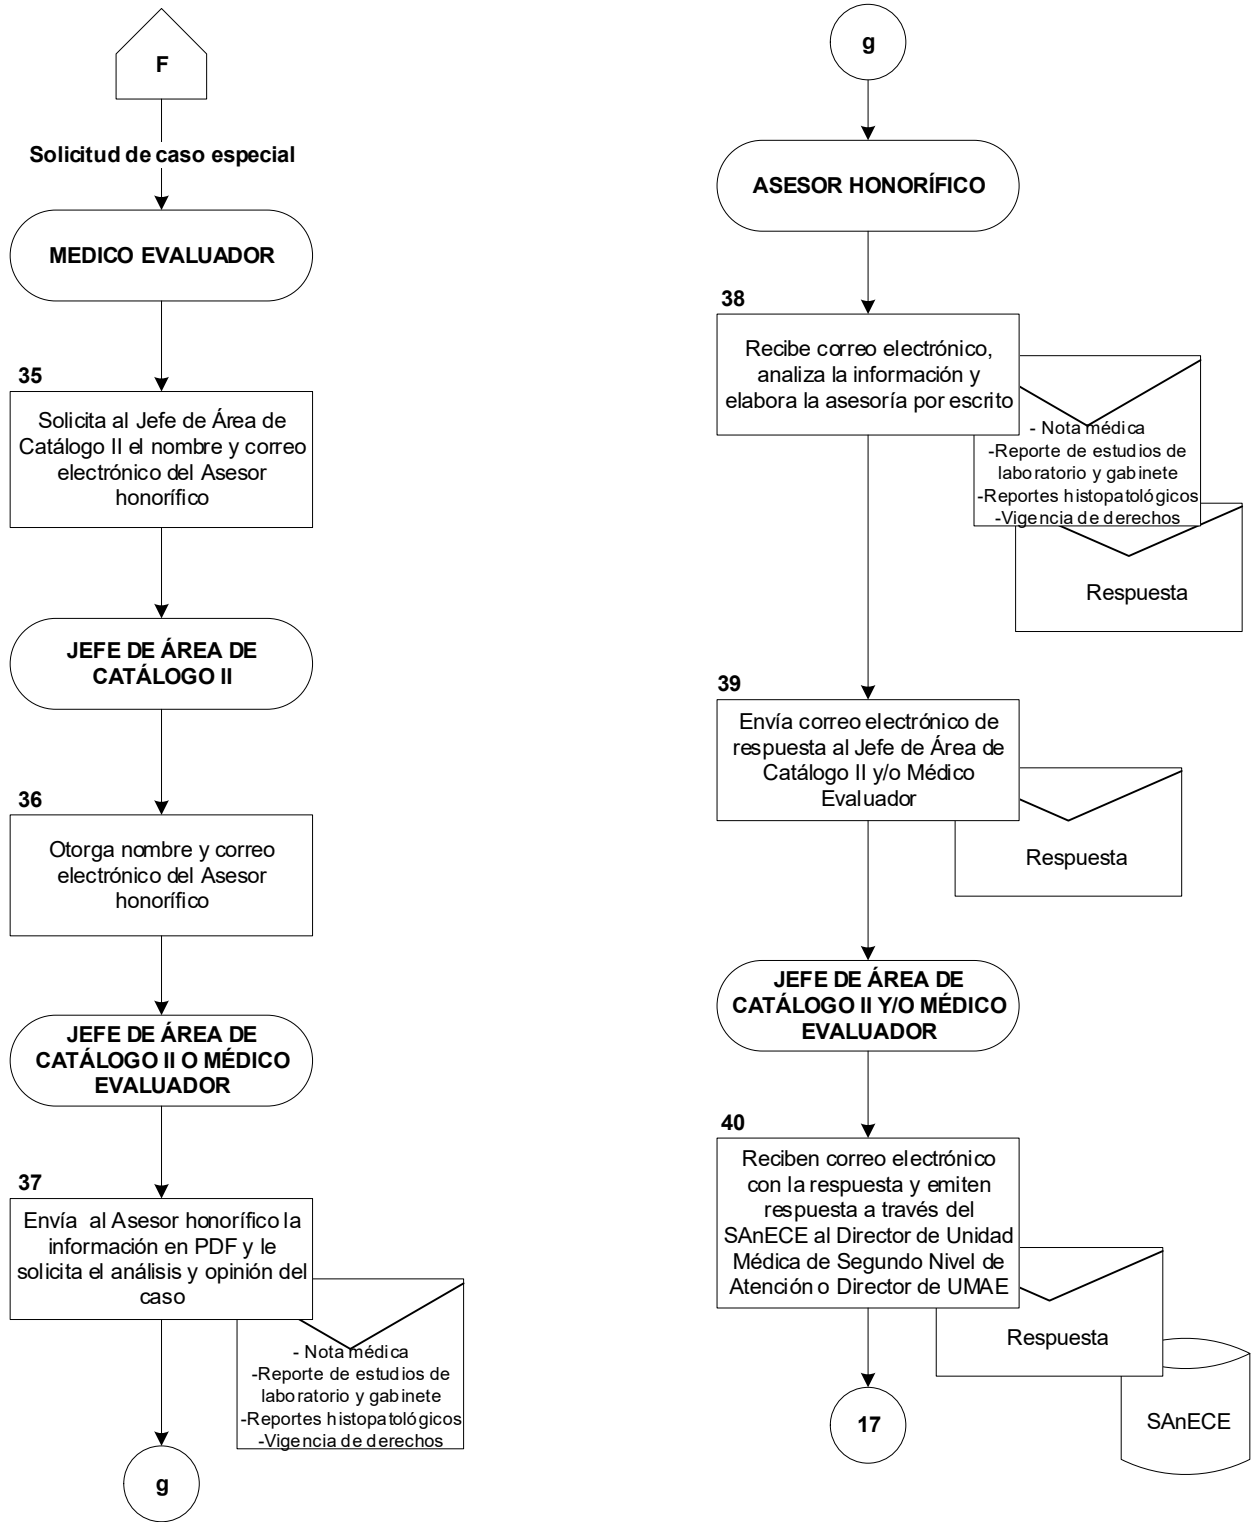 F
Solicitud de caso especial
MEDICO EVALUADOR
35
Solicita al Jefe de Área de
Catálogo II el nombre y correo
electrónico del Asesor
honorífico
JEFE DE ÁREA DE
CATÁLOGO II
36
Otorga nombre y correo
electrónico del Asesor
honorífico
JEFE DE ÁREA DE
CATÁLOGO II O MÉDICO
EVALUADOR
37
Envía al Asesor honorífico la
información en PDF y le
solicita el análisis y opinión del
caso
- Nota médica
-Reporte de estudios de
laboratorio y gabinete
-Reportes histopatológicos
-Vigencia de derechos
g
g
ASESOR HONORÍFICO
38
Recibe correo electrónico,
analiza la información y
elabora la asesoría por escrito
- Nota médica
-Reporte de estudios de
laboratorio y gabinete
-Reportes histopatológicos
-Vigencia de derechos
Respuesta
39
Envía correo electrónico de
respuesta al Jefe de Área de
Catálogo II y/o Médico
Evaluador
Respuesta
JEFE DE ÁREA DE
CATÁLOGO II Y/O MÉDICO
EVALUADOR
40
Reciben correo electrónico
con la respuesta y emiten
respuesta a través del
SAnECE al Director de Unidad
Médica de Segundo Nivel de
Atención o Director de UMAE
Respuesta
SAnECE
17